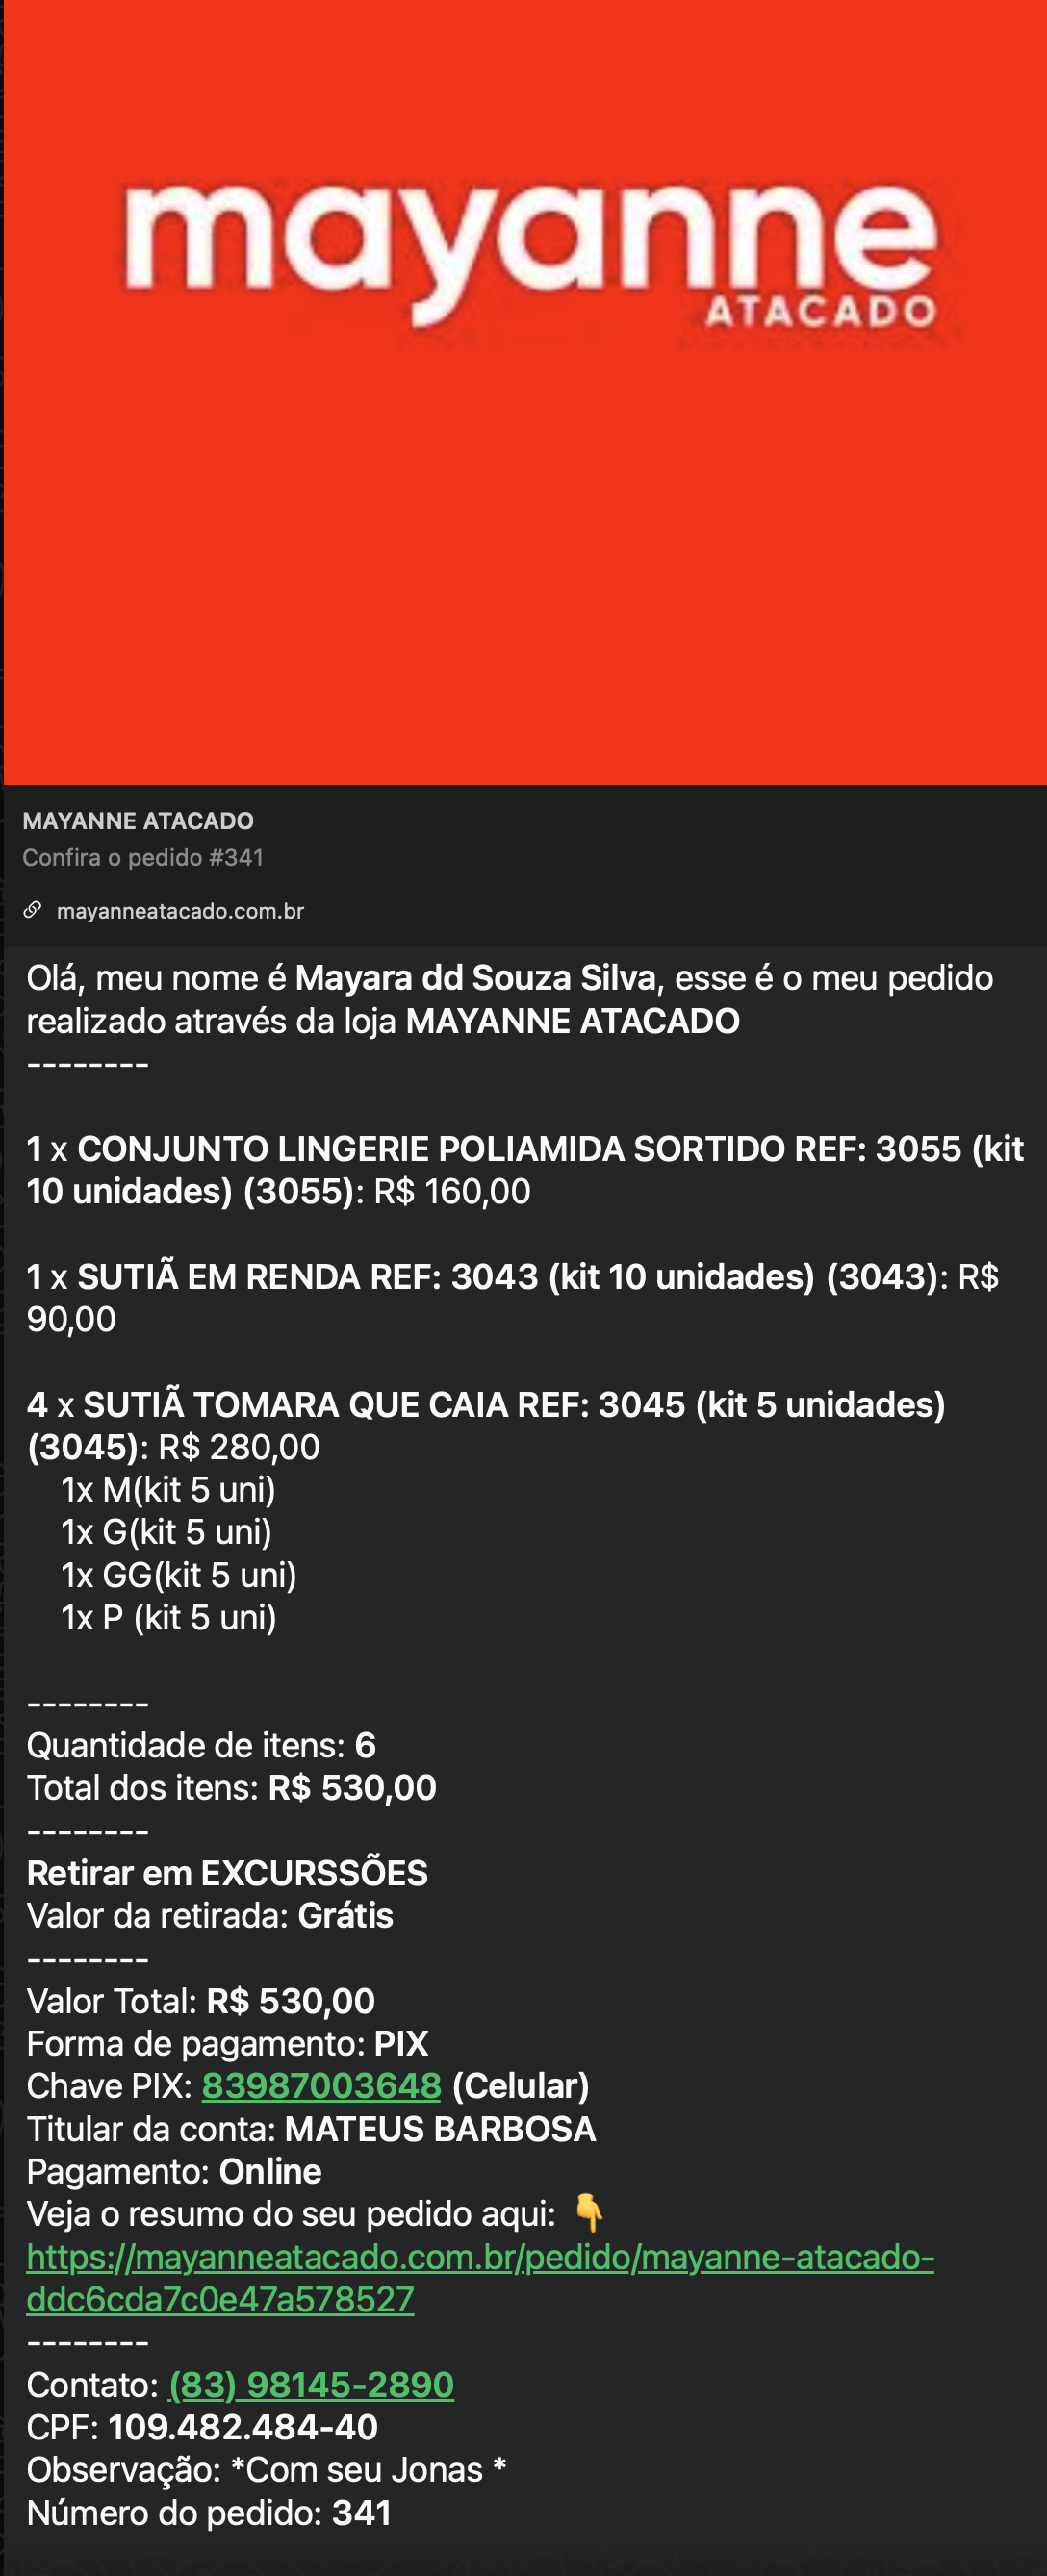 mayanne
ATACADO
MAYANNE ATACADO
Confira o pedido #341
mayanneatacado.com.br
Olá, meu nome é Mayara dd Souza Silva, esse é o meu pedido
realizado através da loja MAYANNE ATACADO
--------
1 x CONJUNTO LINGERIE POLIAMIDA SORTIDO REF: 3055 (kit
10 unidades) (3055): R$ 160,00
1 x SUTIÃ EM RENDA REF: 3043 (kit 10 unidades) (3043): R$
90,00
4 x SUTIÃ TOMARA QUE CAIA REF: 3045 (kit 5 unidades)
(3045): R$ 280,00
1x M(kit 5 uni)
1x G(kit 5 uni)
1x GG(kit 5 uni)
1x P (kit 5 uni)
--------
Quantidade de itens: 6
Total dos itens: R$ 530,00
--------
Retirar em EXCURSSÕES
Valor da retirada: Grátis
--------
Valor Total: R$ 530,00
Forma de pagamento: PIX
Chave PIX: 83987003648 (Celular)
Titular da conta: MATEUS BARBOSA
Pagamento: Online
Veja o resumo do seu pedido aqui: 👇
https://mayanneatacado.com.br/pedido/mayanne-atacado-
ddc6cda7c0e47a578527
--------
Contato: (83) 98145-2890
CPF: 109.482.484-40
Observação: *Com seu Jonas *
Número do pedido: 341